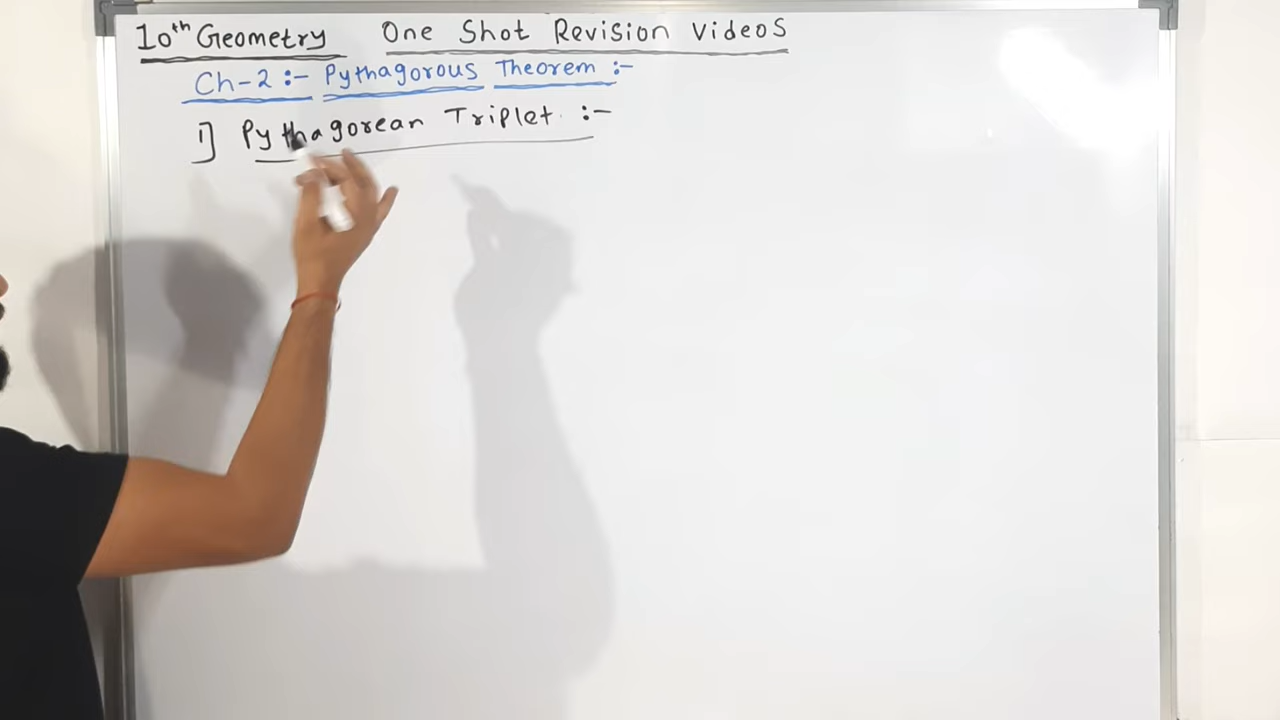 10th Geometry One Shot Revision Videos
Ch-2 :- Pythagorous Theorem :-
1] Pythagorean Triplet :-